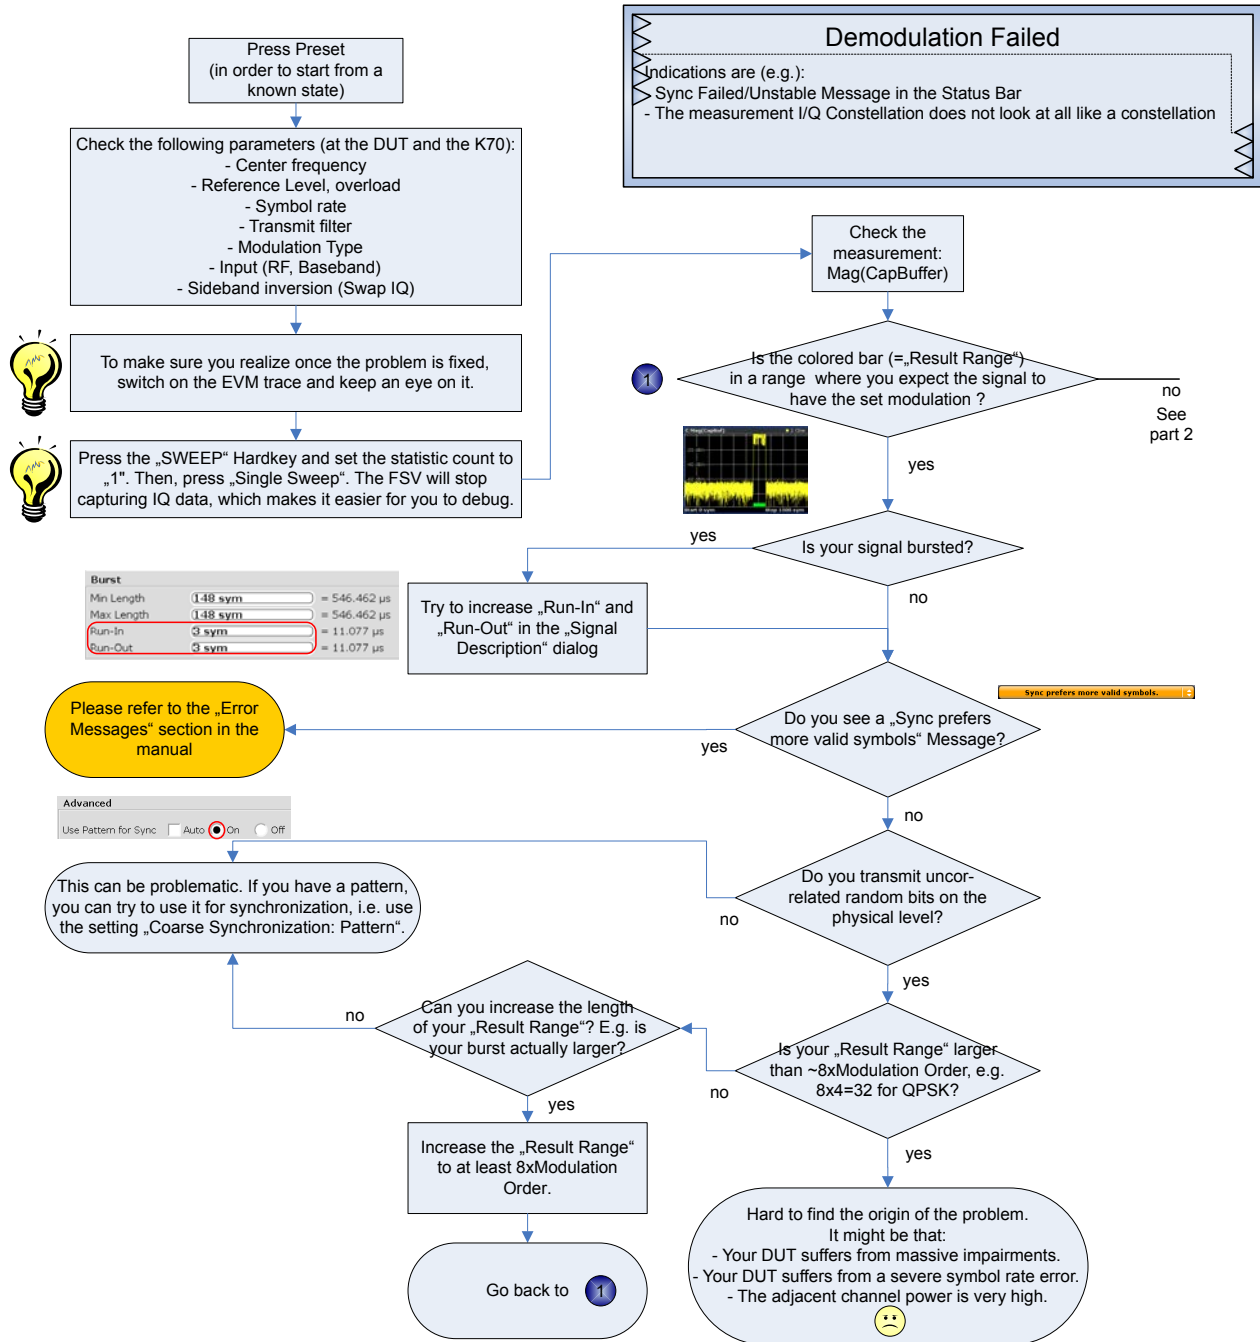 Demodulation Failed
Indications are (e.g.):
- Sync Failed/Unstable Message in the Status Bar
- The measurement I/Q Constellation does not look at all like a constellation
Press Preset
(in order to start from a
known state)
Check the following parameters (at the DUT and the K70):
- Center frequency
- Reference Level, overload
- Symbol rate
- Transmit filter
- Modulation Type
- Input (RF, Baseband)
- Sideband inversion (Swap IQ)
To make sure you realize once the problem is fixed,
switch on the EVM trace and keep an eye on it.
Press the „SWEEP“ Hardkey and set the statistic count to
„1". Then, press „Single Sweep“. The FSV will stop
capturing IQ data, which makes it easier for you to debug.
Check the
measurement:
Mag(CapBuffer)
1
Is the colored bar (=„Result Range“)
in a range where you expect the signal to
have the set modulation ?
no
See
part 2
yes
Is your signal bursted?
yes
no
Try to increase „Run-In“ and
„Run-Out“ in the „Signal
Description“ dialog
Burst
Min Length 148 sym = 546.462 µs
Max Length 148 sym = 546.462 µs
Run-In 3 sym = 11.077 µs
Run-Out 3 sym = 11.077 µs
Sync prefers more valid symbols.
Do you see a „Sync prefers
more valid symbols“ Message?
yes
Please refer to the „Error
Messages“ section in the
manual
no
Advanced
Use Pattern for Sync Auto On Off
Do you transmit uncor-
related random bits on the
physical level?
no
This can be problematic. If you have a pattern,
you can try to use it for synchronization, i.e. use
the setting „Coarse Synchronization: Pattern“.
yes
Is your „Result Range“ larger
than ~8xModulation Order, e.g.
8x4=32 for QPSK?
no
Can you increase the length
of your „Result Range“? E.g. is
your burst actually larger?
no
yes
Increase the „Result Range“
to at least 8xModulation
Order.
Go back to 1
yes
Hard to find the origin of the problem.
It might be that:
- Your DUT suffers from massive impairments.
- Your DUT suffers from a severe symbol rate error.
- The adjacent channel power is very high.